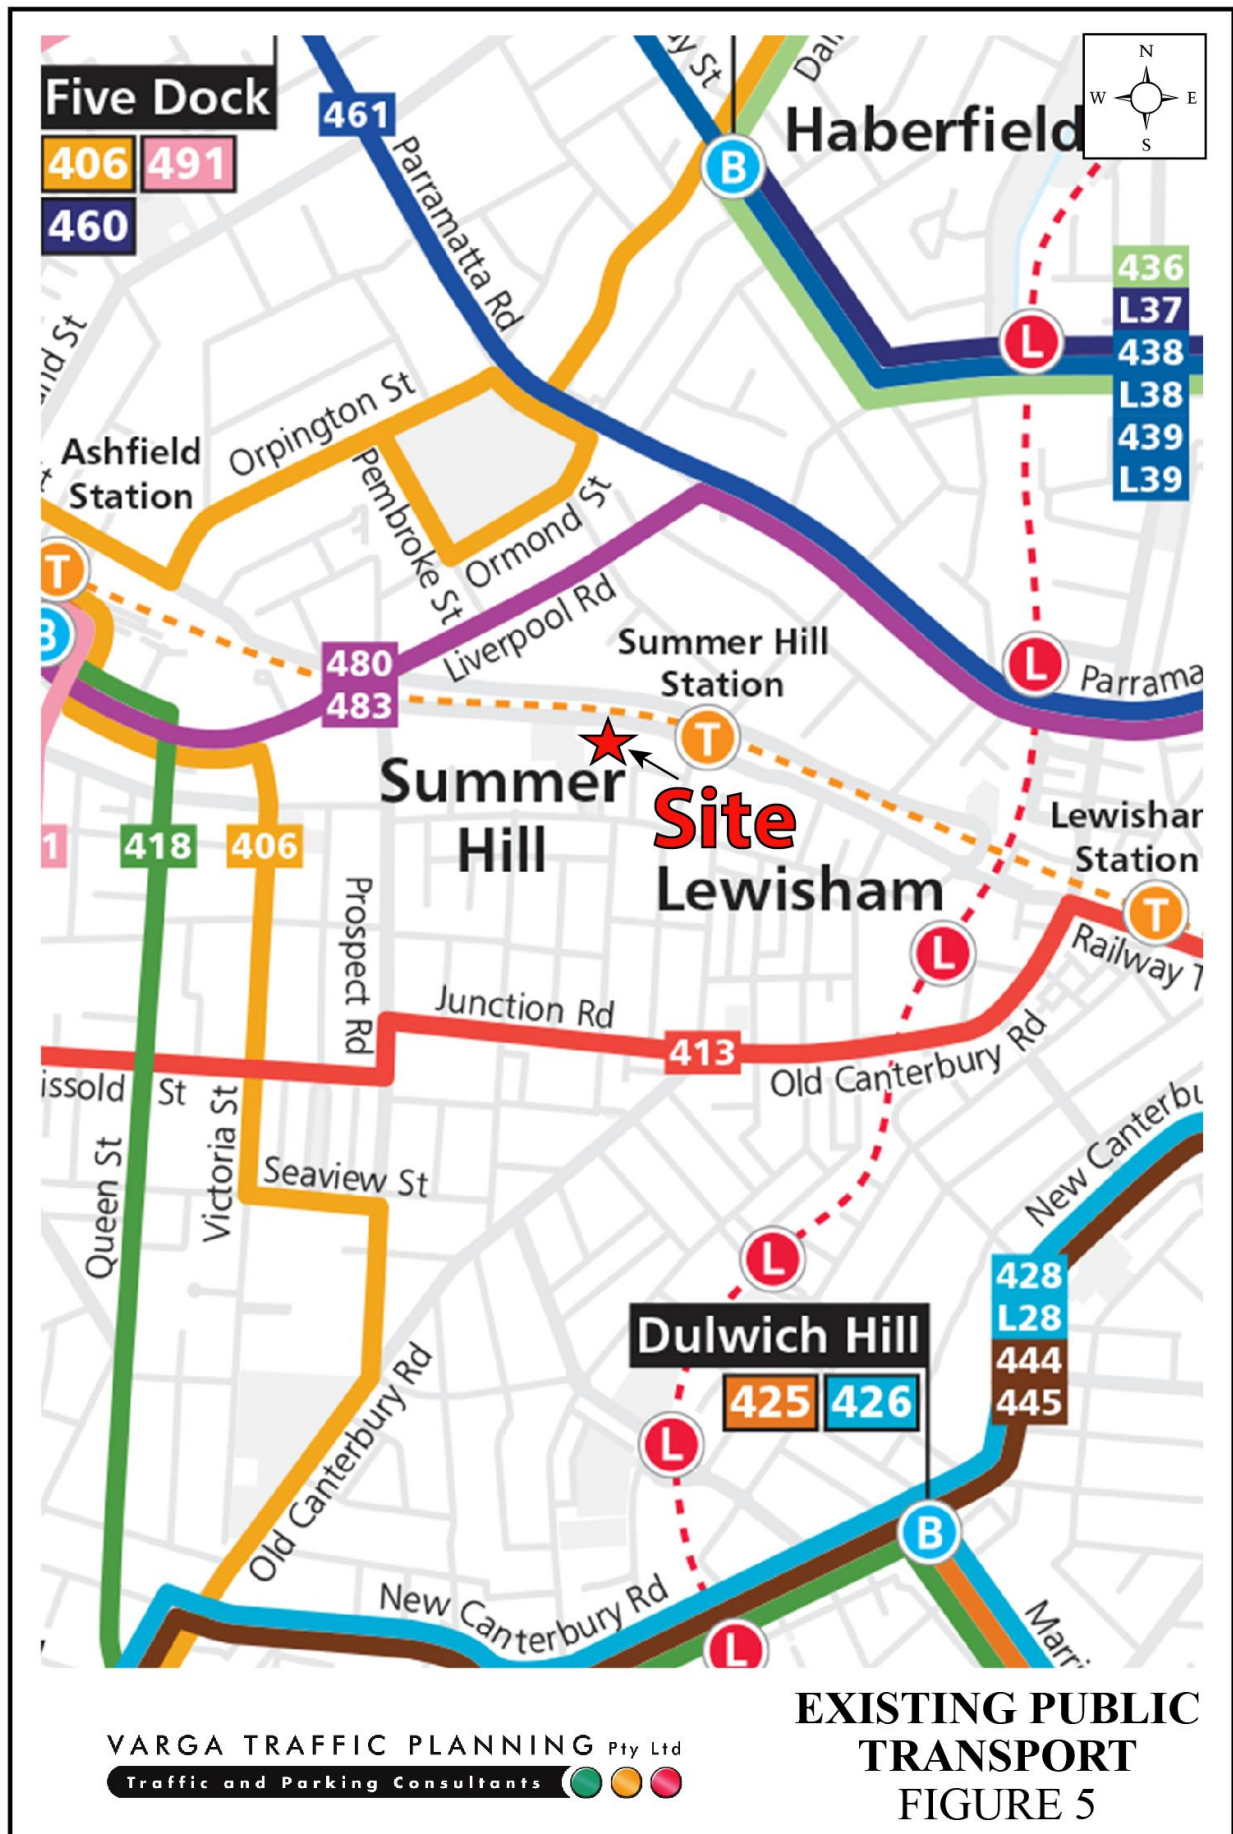 N
W E
S
Five Dock
406 491
460
461
Parramatta Rd
Haberfield
B
436
L37
438
L38
439
L39
L
Orpington St
Ashfield
Station
Pembroke St
Ormond St
Liverpool Rd
T
B
480
483
Summer Hill
Station
T
L
Parrama
Summer
Hill
Site
Lewisham
418
406
1
Lewishar
Station
T
L
Railway T
Prospect Rd
Junction Rd
413
Old Canterbury Rd
issold St
Victoria St
Queen St
Seaview St
New Canterbu
L
Dulwich Hill
425 426
428
L28
444
445
L
B
Old Canterbury Rd
New Canterbury Rd
Marri
L
VARGA TRAFFIC PLANNING Pty Ltd
Traffic and Parking Consultants
EXISTING PUBLIC
TRANSPORT
FIGURE 5